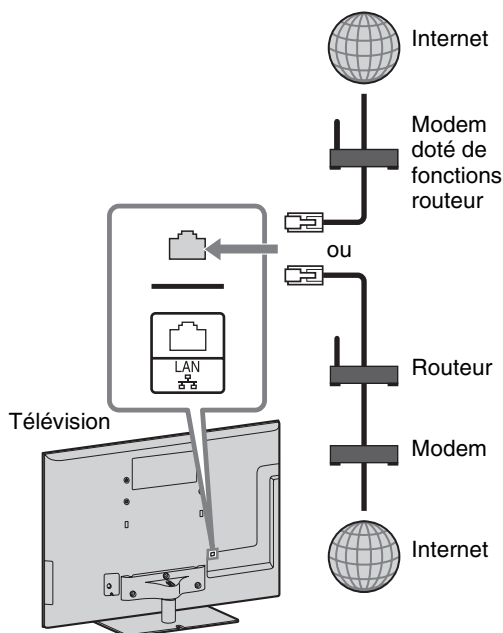 Internet
Modem
doté de
fonctions
routeur
ou
LAN
Routeur
Télévision
Modem
Internet